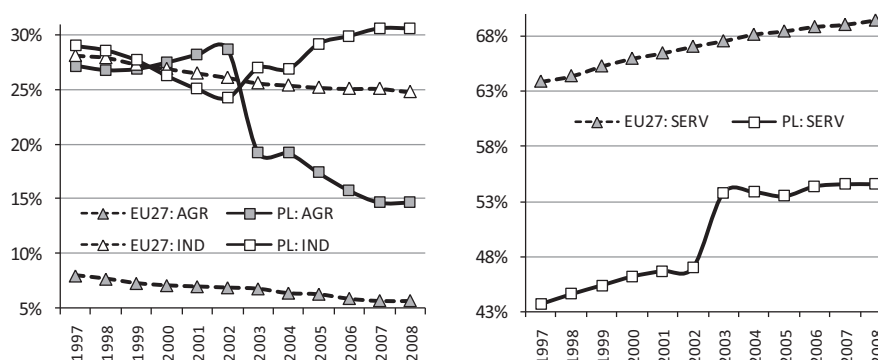 30%
25%
20%
15%
10%
5%
EU27: AGR PL: AGR
EU27: IND PL: IND
1997 1998 1999 2000 2001 2002 2003 2004 2005 2006 2007 2008
68%
63%
58%
53%
48%
43%
EU27: SERV PL: SERV
1997 1998 1999 2000 2001 2002 2003 2004 2005 2006 2007 2008